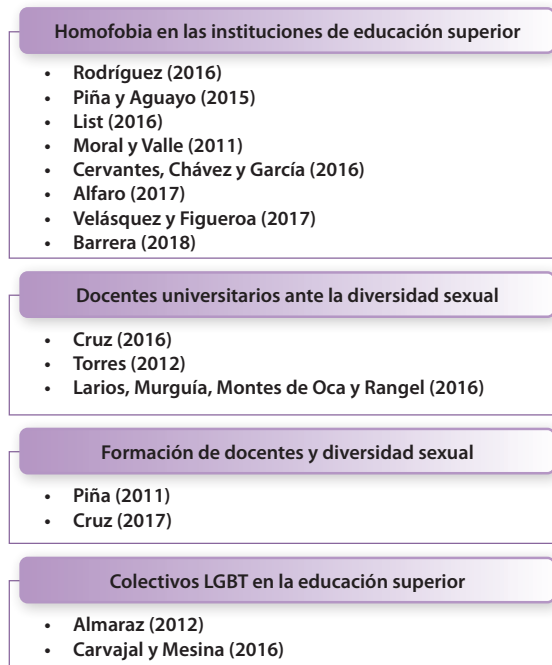 Homofobia en las instituciones de educación superior
• Rodríguez (2016)
• Piña y Aguayo (2015)
• List (2016)
• Moral y Valle (2011)
• Cervantes, Chávez y García (2016)
• Alfaro (2017)
• Velásquez y Figueroa (2017)
• Barrera (2018)
Docentes universitarios ante la diversidad sexual
• Cruz (2016)
• Torres (2012)
• Larios, Murguía, Montes de Oca y Rangel (2016)
Formación de docentes y diversidad sexual
• Piña (2011)
• Cruz (2017)
Colectivos LGBT en la educación superior
• Almaraz (2012)
• Carvajal y Mesina (2016)